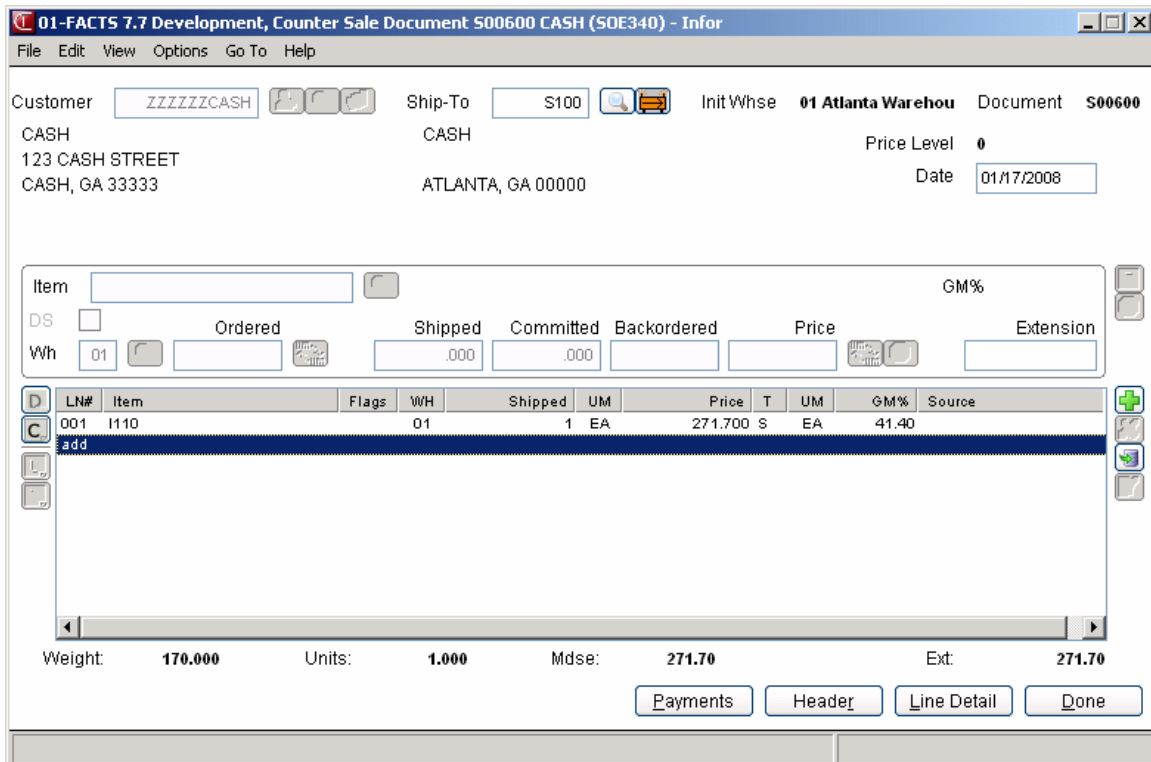 01-FACTS 7.7 Development, Counter Sale Document S00600 CASH (SOE340) - Infor
File Edit View Options Go To Help
Customer ZZZZZZCASH Ship-To S100 Init Whse 01 Atlanta Warehou Document S00600
CASH CASH Price Level 0
123 CASH STREET
CASH, GA 33333 ATLANTA, GA 00000 Date 01/17/2008
Item GM%
DS Ordered Shipped Committed Backordered Price Extension
Wh 01 .000 .000
LN# Item Flags WH Shipped UM Price T UM GM% Source
001 I110 01 1 EA 271.700 S EA 41.40
add
D
C
Weight: 170.000 Units: 1.000 Mdse: 271.70 Ext: 271.70
Payments Header Line Detail Done